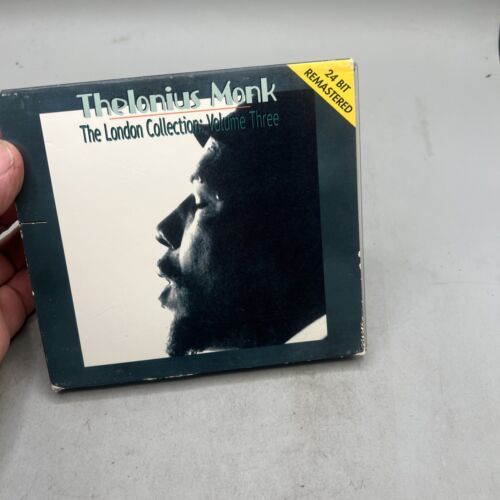 Thelonius Monk
The London Collection: Volume Three
24 BIT
REMASTERED